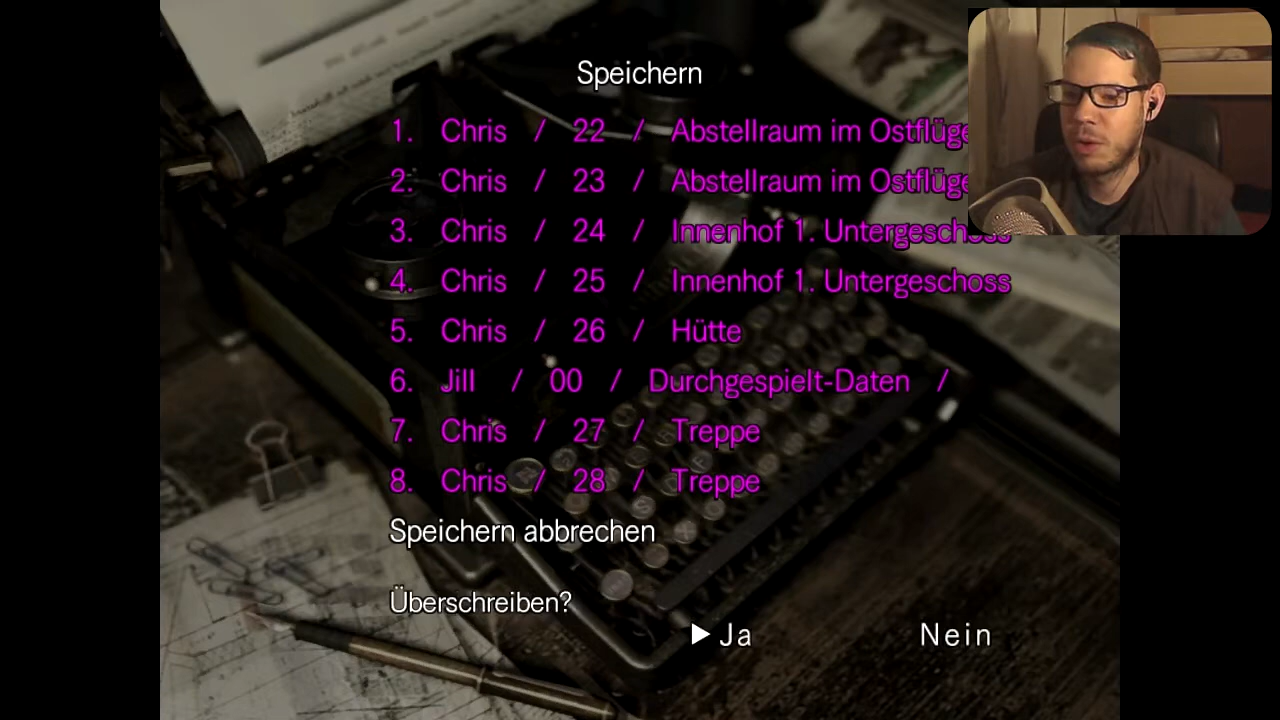 Speichern
1. Chris / 22 / Abstellraum im Ostflüge
2. Chris / 23 / Abstellraum im Ostflüge
3. Chris / 24 / Innenhof 1. Untergeschoss
4. Chris / 25 / Innenhof 1. Untergeschoss
5. Chris / 26 / Hütte
6. Jill / 00 / Durchgespielt-Daten /
7. Chris / 27 / Treppe
8. Chris / 28 / Treppe
Speichern abbrechen
Überschreiben?
Ja Nein